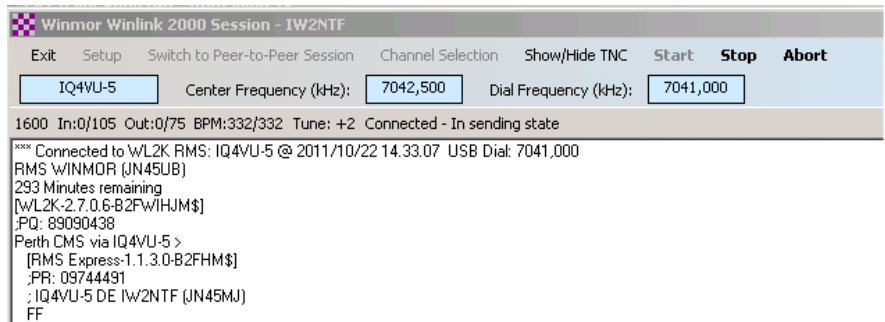 Winmor Winlink 2000 Session - IW2NTF
Exit Setup Switch to Peer-to-Peer Session Channel Selection Show/Hide TNC Start Stop Abort
IQ4VU-5 Center Frequency (kHz): 7042,500 Dial Frequency (kHz): 7041,000
1600 In:0/105 Out:0/75 BPM:332/332 Tune: +2 Connected - In sending state
*** Connected to WL2K RMS: IQ4VU-5 @ 2011/10/22 14.33.07 USB Dial: 7041,000
RMS WINMOR (JN45UB)
293 Minutes remaining
[WL2K-2.7.0.6-B2FWIHJM$]
;PQ: 89090438
Perth CMS via IQ4VU-5 >
[RMS Express-1.1.3.0-B2FHM$]
;PR: 09744491
; IQ4VU-5 DE IW2NTF (JN45MJ)
FF